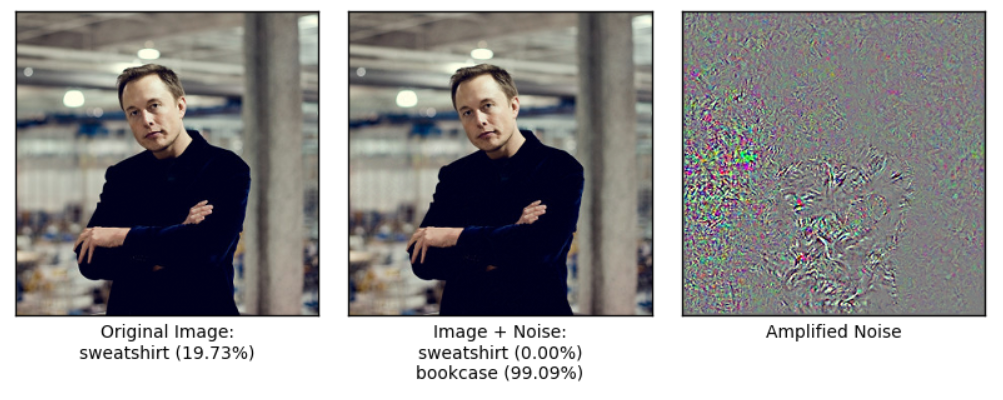 Original Image:
sweatshirt (19.73%)
Image + Noise:
sweatshirt (0.00%)
bookcase (99.09%)
Amplified Noise